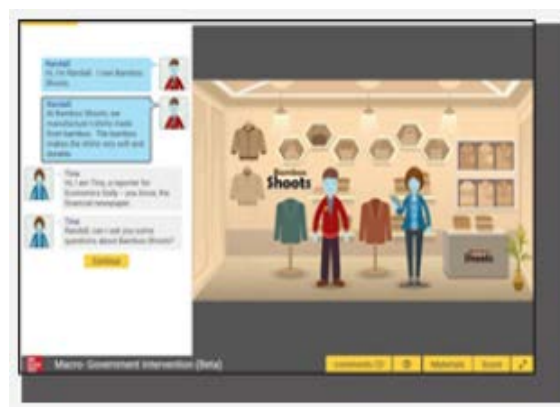 Randall
Hi, I'm Randall. I own Bamboo
Shoots.
Randall
At Bamboo Shoots, we
manufacture t-shirts made
from bamboo. The bamboo
makes the shirts very soft and
durable.
Tina
Hi, I am Tina, a reporter for
Economics Daily - you know, the
financial newspaper.
Tina
Randall, can I ask you some
questions about Bamboo Shoots?
Continue
Bamboo
Shoots
Shoots
Macro- Government Intervention (Beta)
Materials